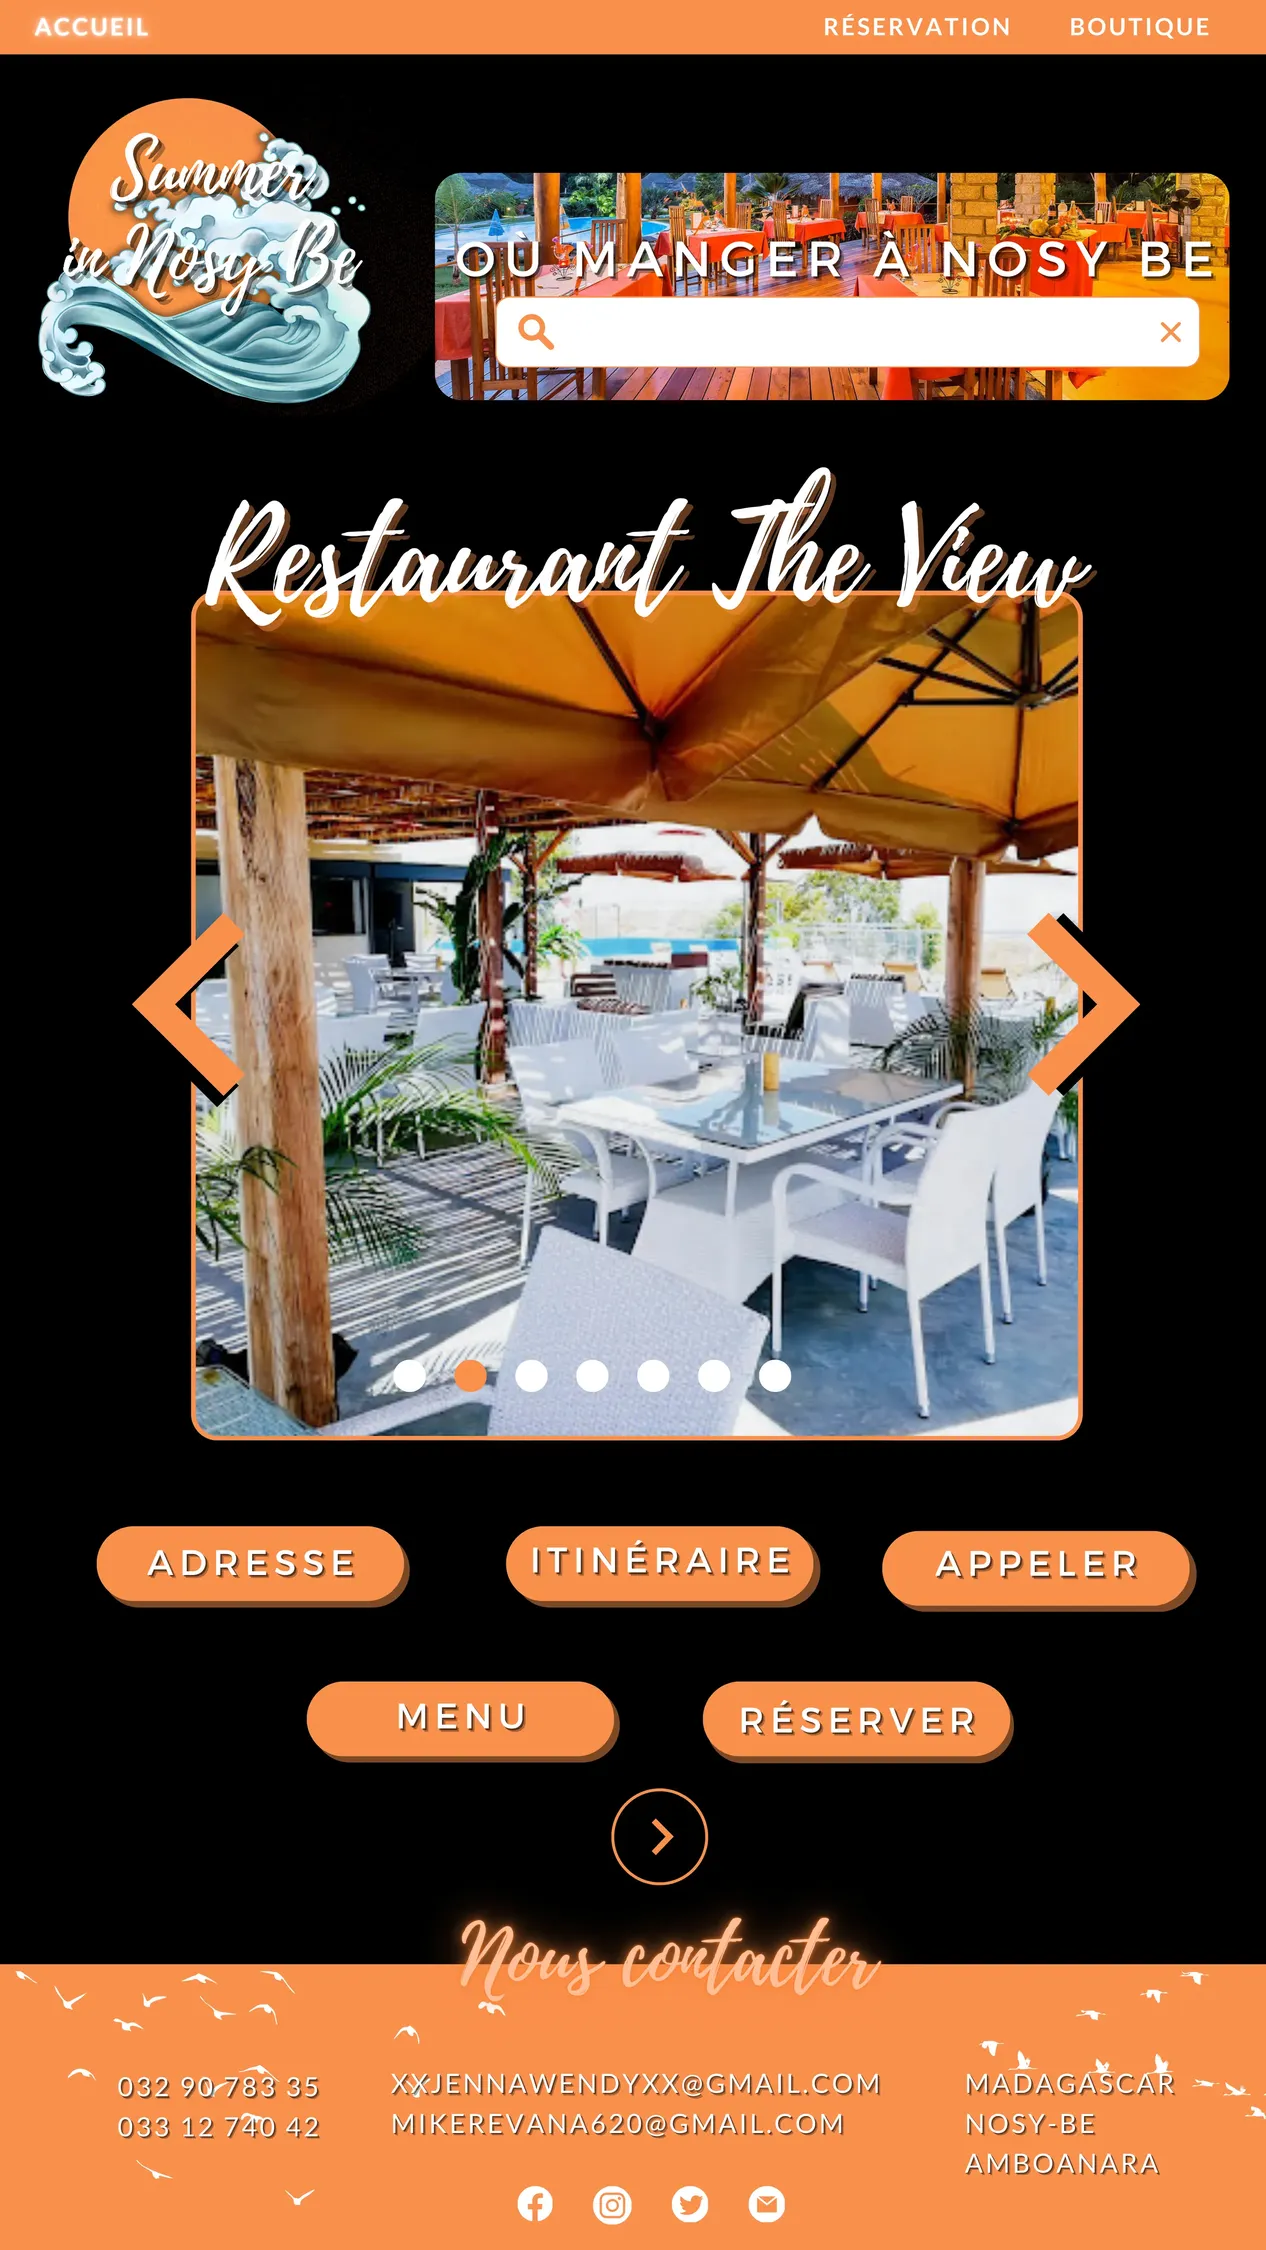 ACCUEIL
RÉSERVATION
BOUTIQUE
Summer
in Nosy Be
OÙ MANGER À NOSY BE
Restaurant The View
ADRESSE
ITINÉRAIRE
APPELER
MENU
RÉSERVER
Nous contacter
032 90 783 35
033 12 740 42
XXJENNAWENDYXX@GMAIL.COM
MIKEREVANA620@GMAIL.COM
MADAGASCAR
NOSY-BE
AMBOANARA